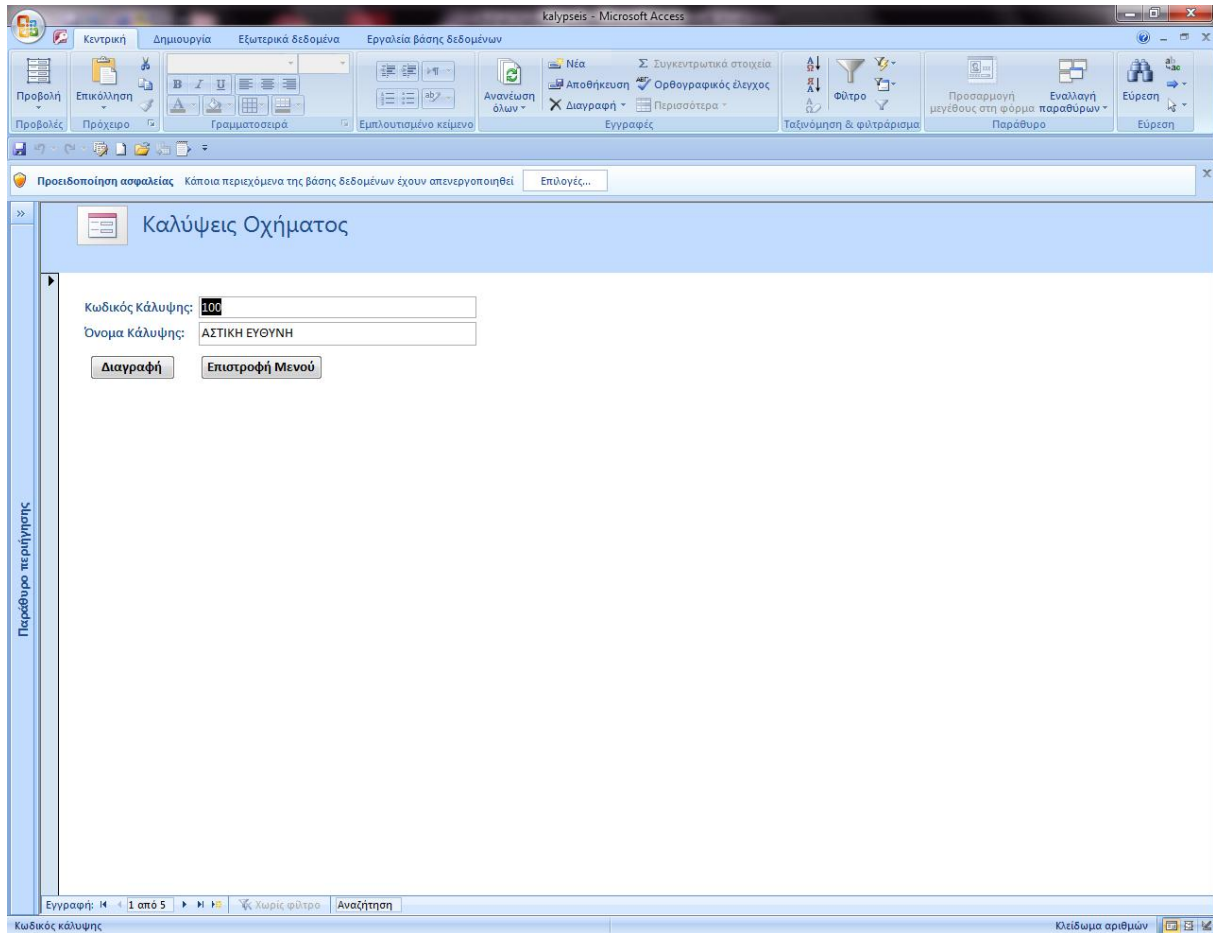 kalypseis - Microsoft Access
Κεντρική Δημιουργία Εξωτερικά δεδομένα Εργαλεία βάσης δεδομένων
Προβολή
Επικόλληση
B I U
Ανανέωση όλων
Νέα
Αποθήκευση
Διαγραφή
Σ Συγκεντρωτικά στοιχεία
Ορθογραφικός έλεγχος
Περισσότερα
Φίλτρο
Προσαρμογή μεγέθους στη φόρμα
Εναλλαγή παραθύρων
Εύρεση
Προβολές Πρόχειρο Γραμματοσειρά Εμπλουτισμένο κείμενο Εγγραφές Ταξινόμηση & φιλτράρισμα Παράθυρο Εύρεση
Προειδοποίηση ασφαλείας Κάποια περιεχόμενα της βάσης δεδομένων έχουν απενεργοποιηθεί Επιλογές...
Καλύψεις Οχήματος
Κωδικός Κάλυψης: 100
Όνομα Κάλυψης: ΑΣΤΙΚΗ ΕΥΘΥΝΗ
Διαγραφή Επιστροφή Μενού
Παράθυρο περιήγησης
Εγγραφή: 1 από 5 Χωρίς φίλτρο Αναζήτηση
Κωδικός κάλυψης Κλείδωμα αριθμών